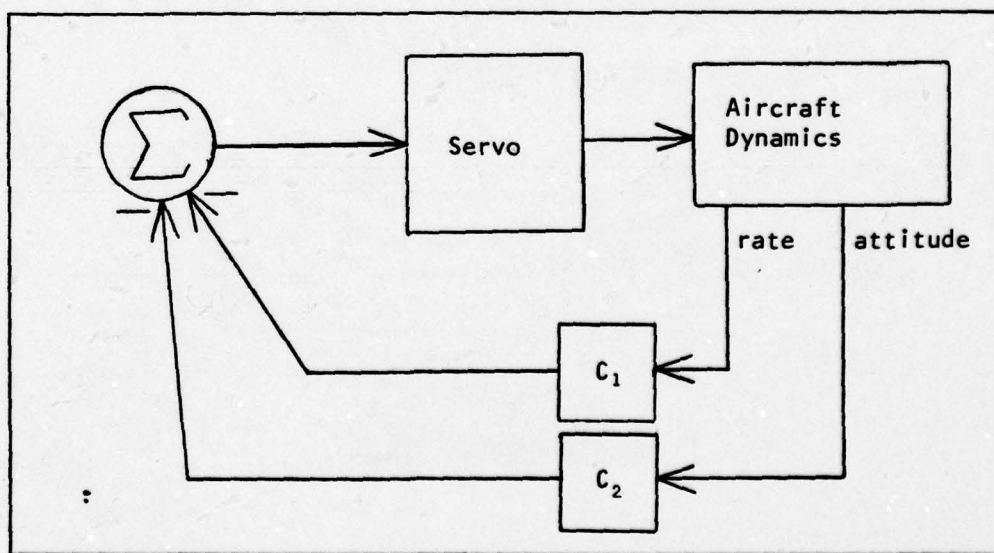 Σ
Servo
Aircraft
Dynamics
rate
attitude
—
—
C₁
C₂